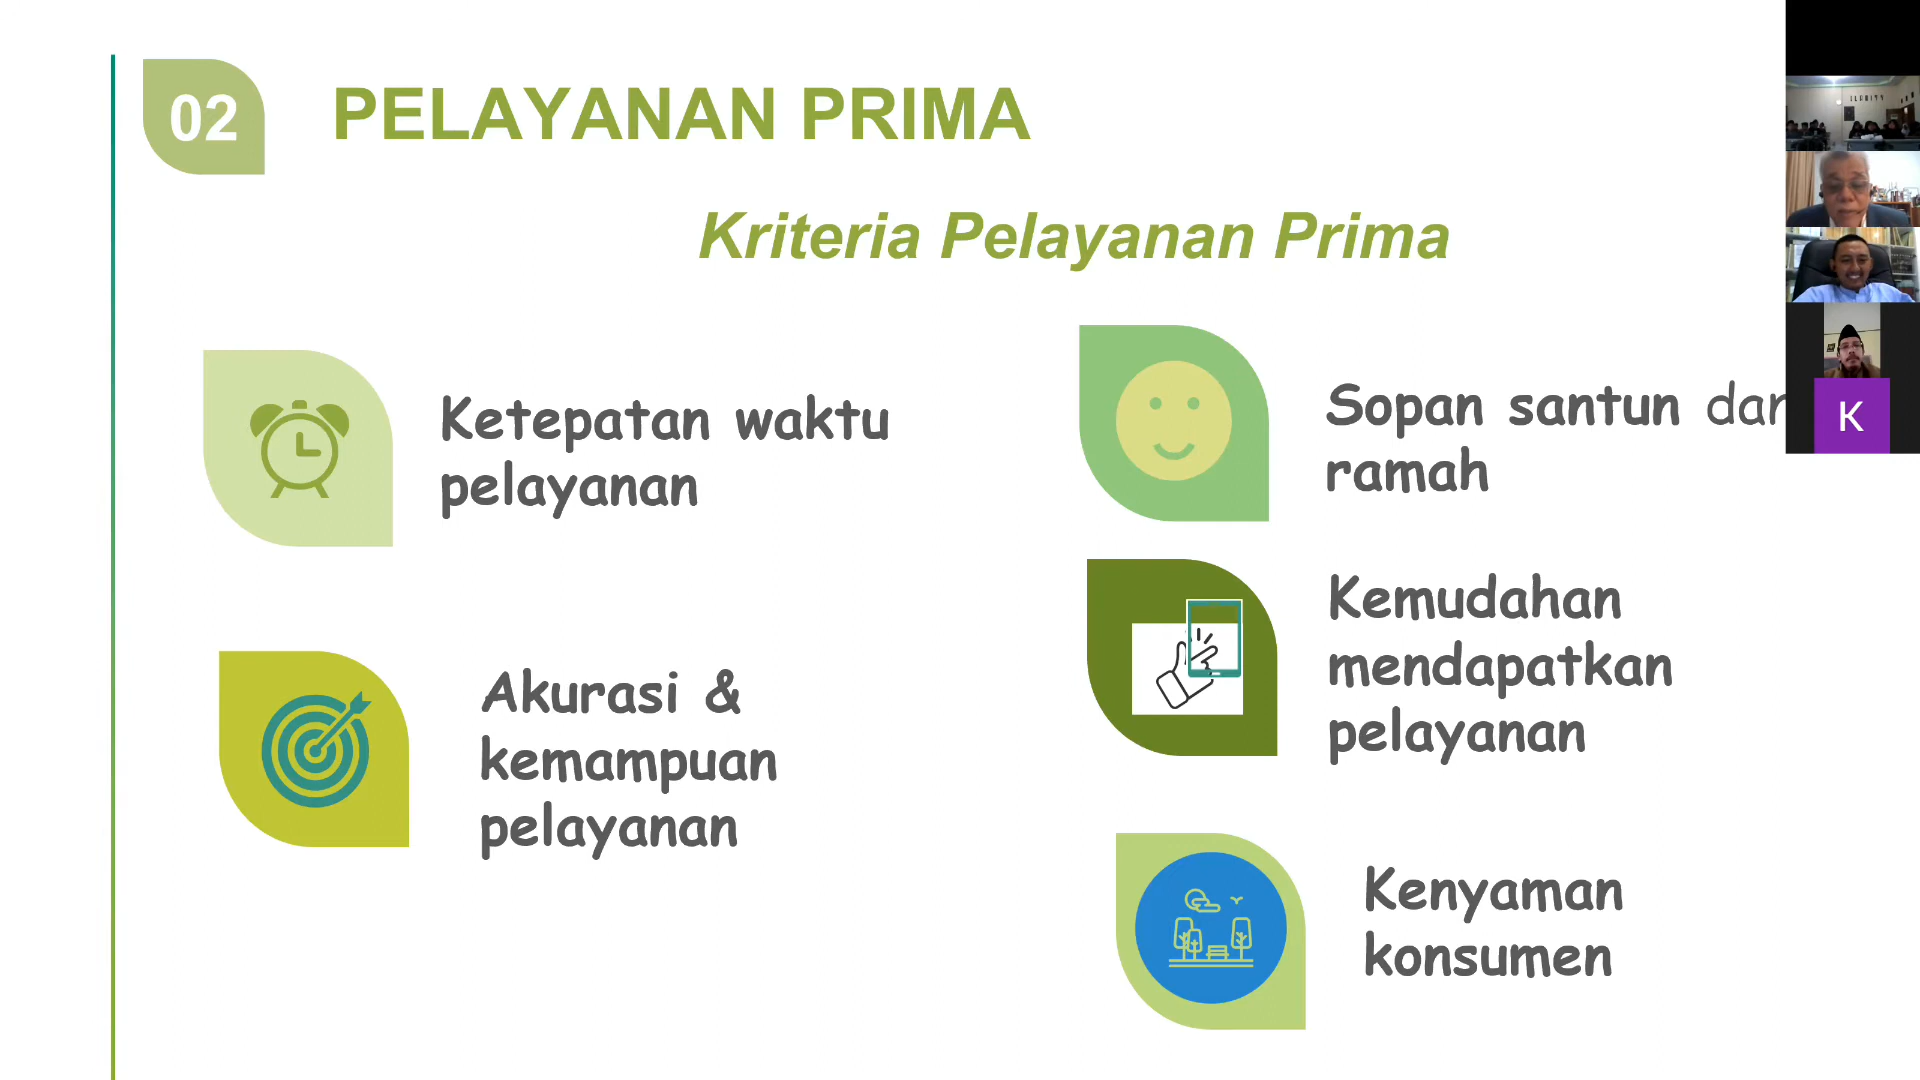 02
PELAYANAN PRIMA
Kriteria Pelayanan Prima
Ketepatan waktu
pelayanan
Akurasi &
kemampuan
pelayanan
Sopan santun dan
ramah
Kemudahan
mendapatkan
pelayanan
Kenyaman
konsumen
K